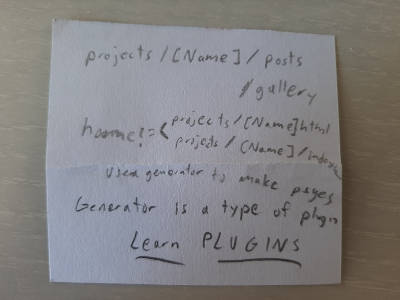 projects/[Name]/posts
/gallery
home?=< projects/[Name]html
projets/[Name]/index
Used generator to make pages
Generator is a type of plugin
Learn PLUGINS